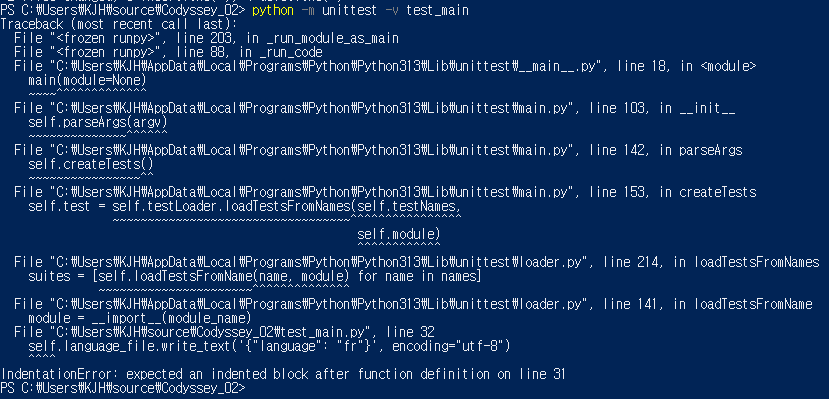 PS C:₩Users₩KJH₩source₩Codyssey_02> python -m unittest -v test_main
Traceback (most recent call last):
  File "<frozen runpy>", line 203, in _run_module_as_main
  File "<frozen runpy>", line 88, in _run_code
  File "C:₩Users₩KJH₩AppData₩Local₩Programs₩Python₩Python313₩Lib₩unittest₩__main__.py", line 18, in <module>
    main(module=None)
    ~~~~^^^^^^^^^^^^^
  File "C:₩Users₩KJH₩AppData₩Local₩Programs₩Python₩Python313₩Lib₩unittest₩main.py", line 103, in __init__
    self.parseArgs(argv)
    ~~~~~~~~~~~~~~^^^^^^
  File "C:₩Users₩KJH₩AppData₩Local₩Programs₩Python₩Python313₩Lib₩unittest₩main.py", line 142, in parseArgs
    self.createTests()
    ~~~~~~~~~~~~~~~~^^
  File "C:₩Users₩KJH₩AppData₩Local₩Programs₩Python₩Python313₩Lib₩unittest₩main.py", line 153, in createTests
    self.test = self.testLoader.loadTestsFromNames(self.testNames,
                ~~~~~~~~~~~~~~~~~~~~~~~~~~~~~~~~~~^^^^^^^^^^^^^^^^
                                                   self.module)
                                                   ^^^^^^^^^^^^
  File "C:₩Users₩KJH₩AppData₩Local₩Programs₩Python₩Python313₩Lib₩unittest₩loader.py", line 214, in loadTestsFromNames
    suites = [self.loadTestsFromName(name, module) for name in names]
              ~~~~~~~~~~~~~~~~~~~~~~^^^^^^^^^^^^^^
  File "C:₩Users₩KJH₩AppData₩Local₩Programs₩Python₩Python313₩Lib₩unittest₩loader.py", line 141, in loadTestsFromName
    module = __import__(module_name)
  File "C:₩Users₩KJH₩source₩Codyssey_02₩test_main.py", line 32
    self.language_file.write_text('{"language": "fr"}', encoding="utf-8")
    ^^^^
IndentationError: expected an indented block after function definition on line 31
PS C:₩Users₩KJH₩source₩Codyssey_02>